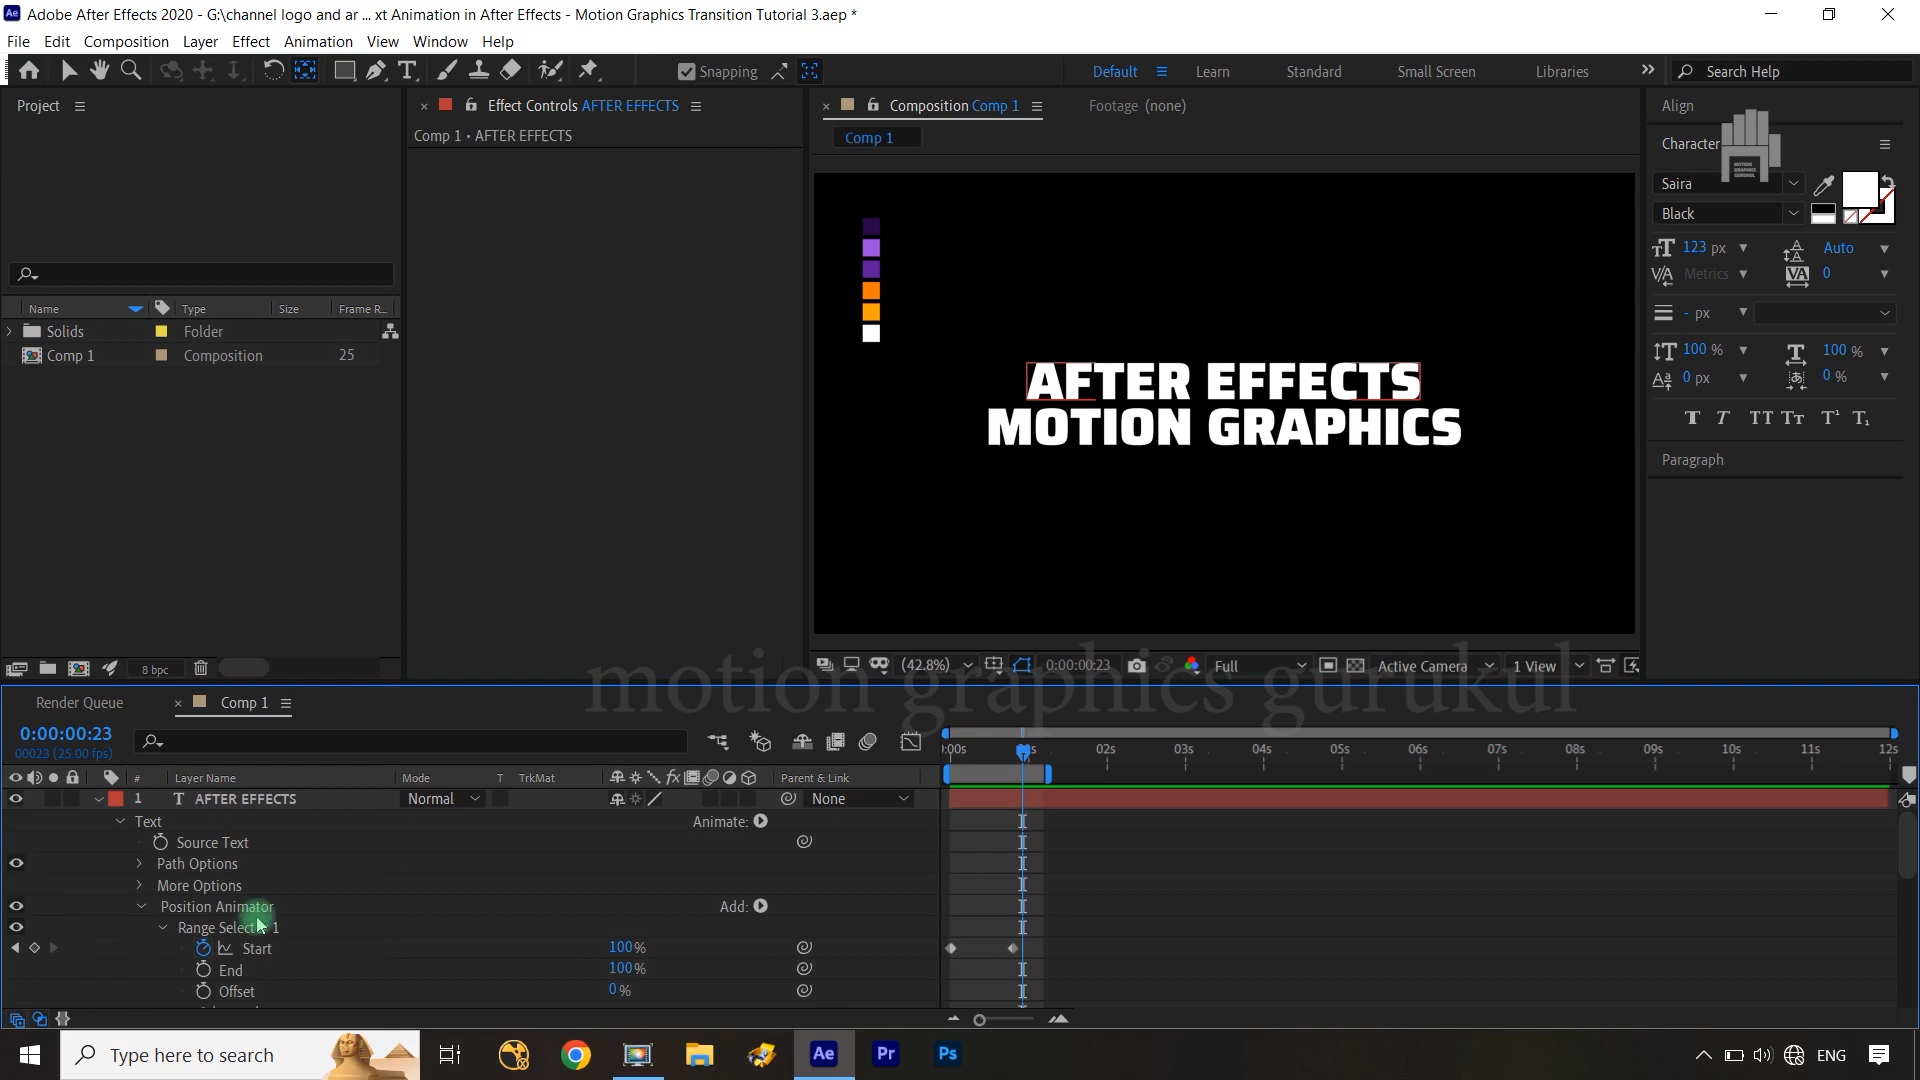 Adobe After Effects 2020 - G:\channel logo and ar ... xt Animation in After Effects - Motion Graphics Transition Tutorial 3.aep *
File Edit Composition Layer Effect Animation View Window Help
Snapping
Default Learn Standard Small Screen Libraries
Search Help
Project
Effect Controls AFTER EFFECTS
Comp 1 • AFTER EFFECTS
Composition Comp 1
Footage (none)
Comp 1
Align
Character
MOTION GRAPHICS GURUKUL
Saira
Black
123 px
Auto
Metrics
0
- px
100 %
100 %
0 px
0 %
Paragraph
Name Type Size Frame R...
Solids Folder
Comp 1 Composition 25
AFTER EFFECTS
MOTION GRAPHICS
8 bpc
(42.8%) 0:00:00:23 Full Active Camera 1 View
motion graphics gurukul
Render Queue
Comp 1
0:00:00:23
00023 (25.00 fps)
:00s 02s 03s 04s 05s 06s 07s 08s 09s 10s 11s 12s
# Layer Name Mode T TrkMat Parent & Link
1 T AFTER EFFECTS Normal None
Text Animate:
Source Text
Path Options
More Options
Position Animator Add:
Range Selector 1
Start 100%
End 100%
Offset 0%
Type here to search
Ae Pr Ps
ENG